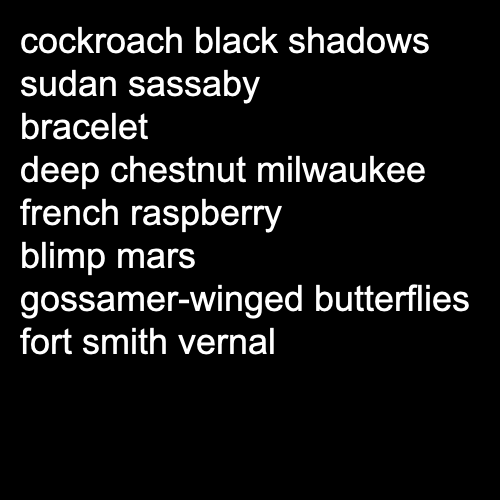 cockroach black shadows
sudan sassaby
bracelet
deep chestnut milwaukee
french raspberry
blimp mars
gossamer-winged butterflies
fort smith vernal